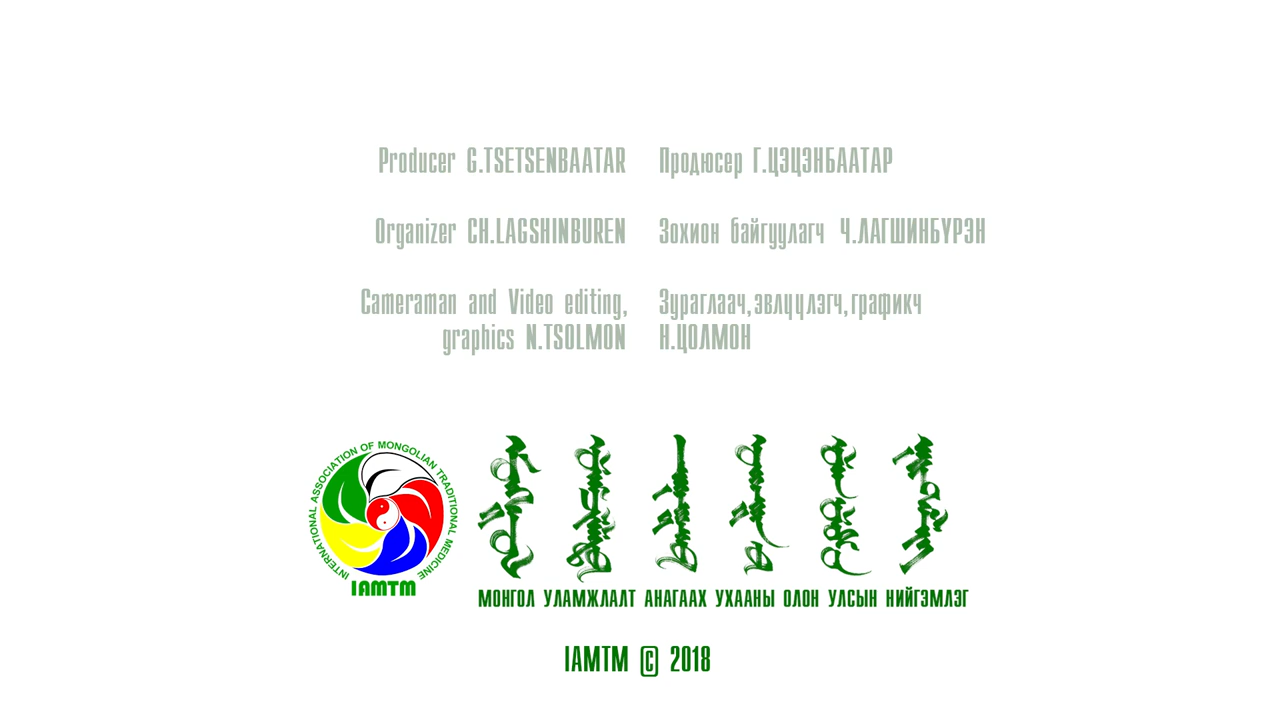 Producer G.TSETSENBAATAR
Продюсер Г.ЦЭЦЭНБААТАР
Organizer CH.LAGSHINBUREN
Зохион байгуулагч Ч.ЛАГШИНБҮРЭН
Cameraman and Video editing,
graphics N.TSOLMON
Зураглаач,эвлүүлэгч,графикч
Н.ЦОЛМОН
INTERNATIONAL ASSOCIATION OF MONGOLIAN TRADITIONAL MEDICINE
IAMTM
МОНГОЛ УЛАМЖЛАЛТ АНАГААХ УХААНЫ ОЛОН УЛСЫН НИЙГЭМЛЭГ
IAMTM © 2018